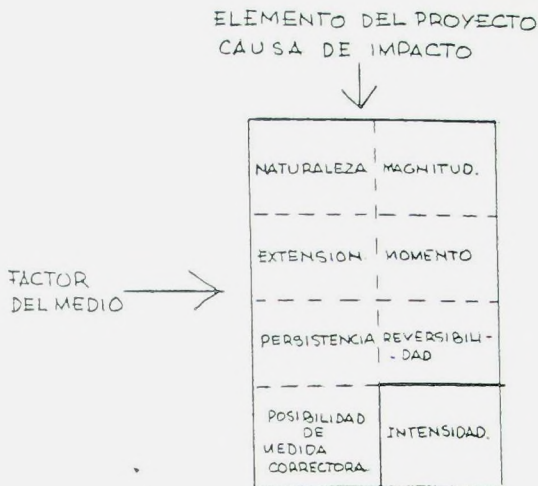 ELEMENTO DEL PROYECTO
CAUSA DE IMPACTO
NATURALEZA MAGNITUD.
EXTENSION MOMENTO
FACTOR
DEL MEDIO
PERSISTENCIA REVERSIBILI-
- DAD
POSIBILIDAD
DE
MEDIDA
CORRECTORA
INTENSIDAD.